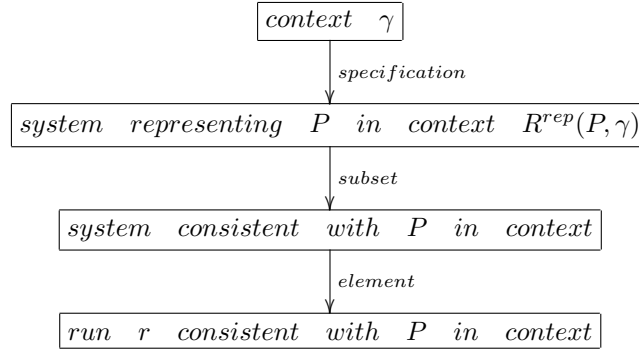 context γ
specification
system representing P in context R^{rep}(P, γ)
subset
system consistent with P in context
element
run r consistent with P in context